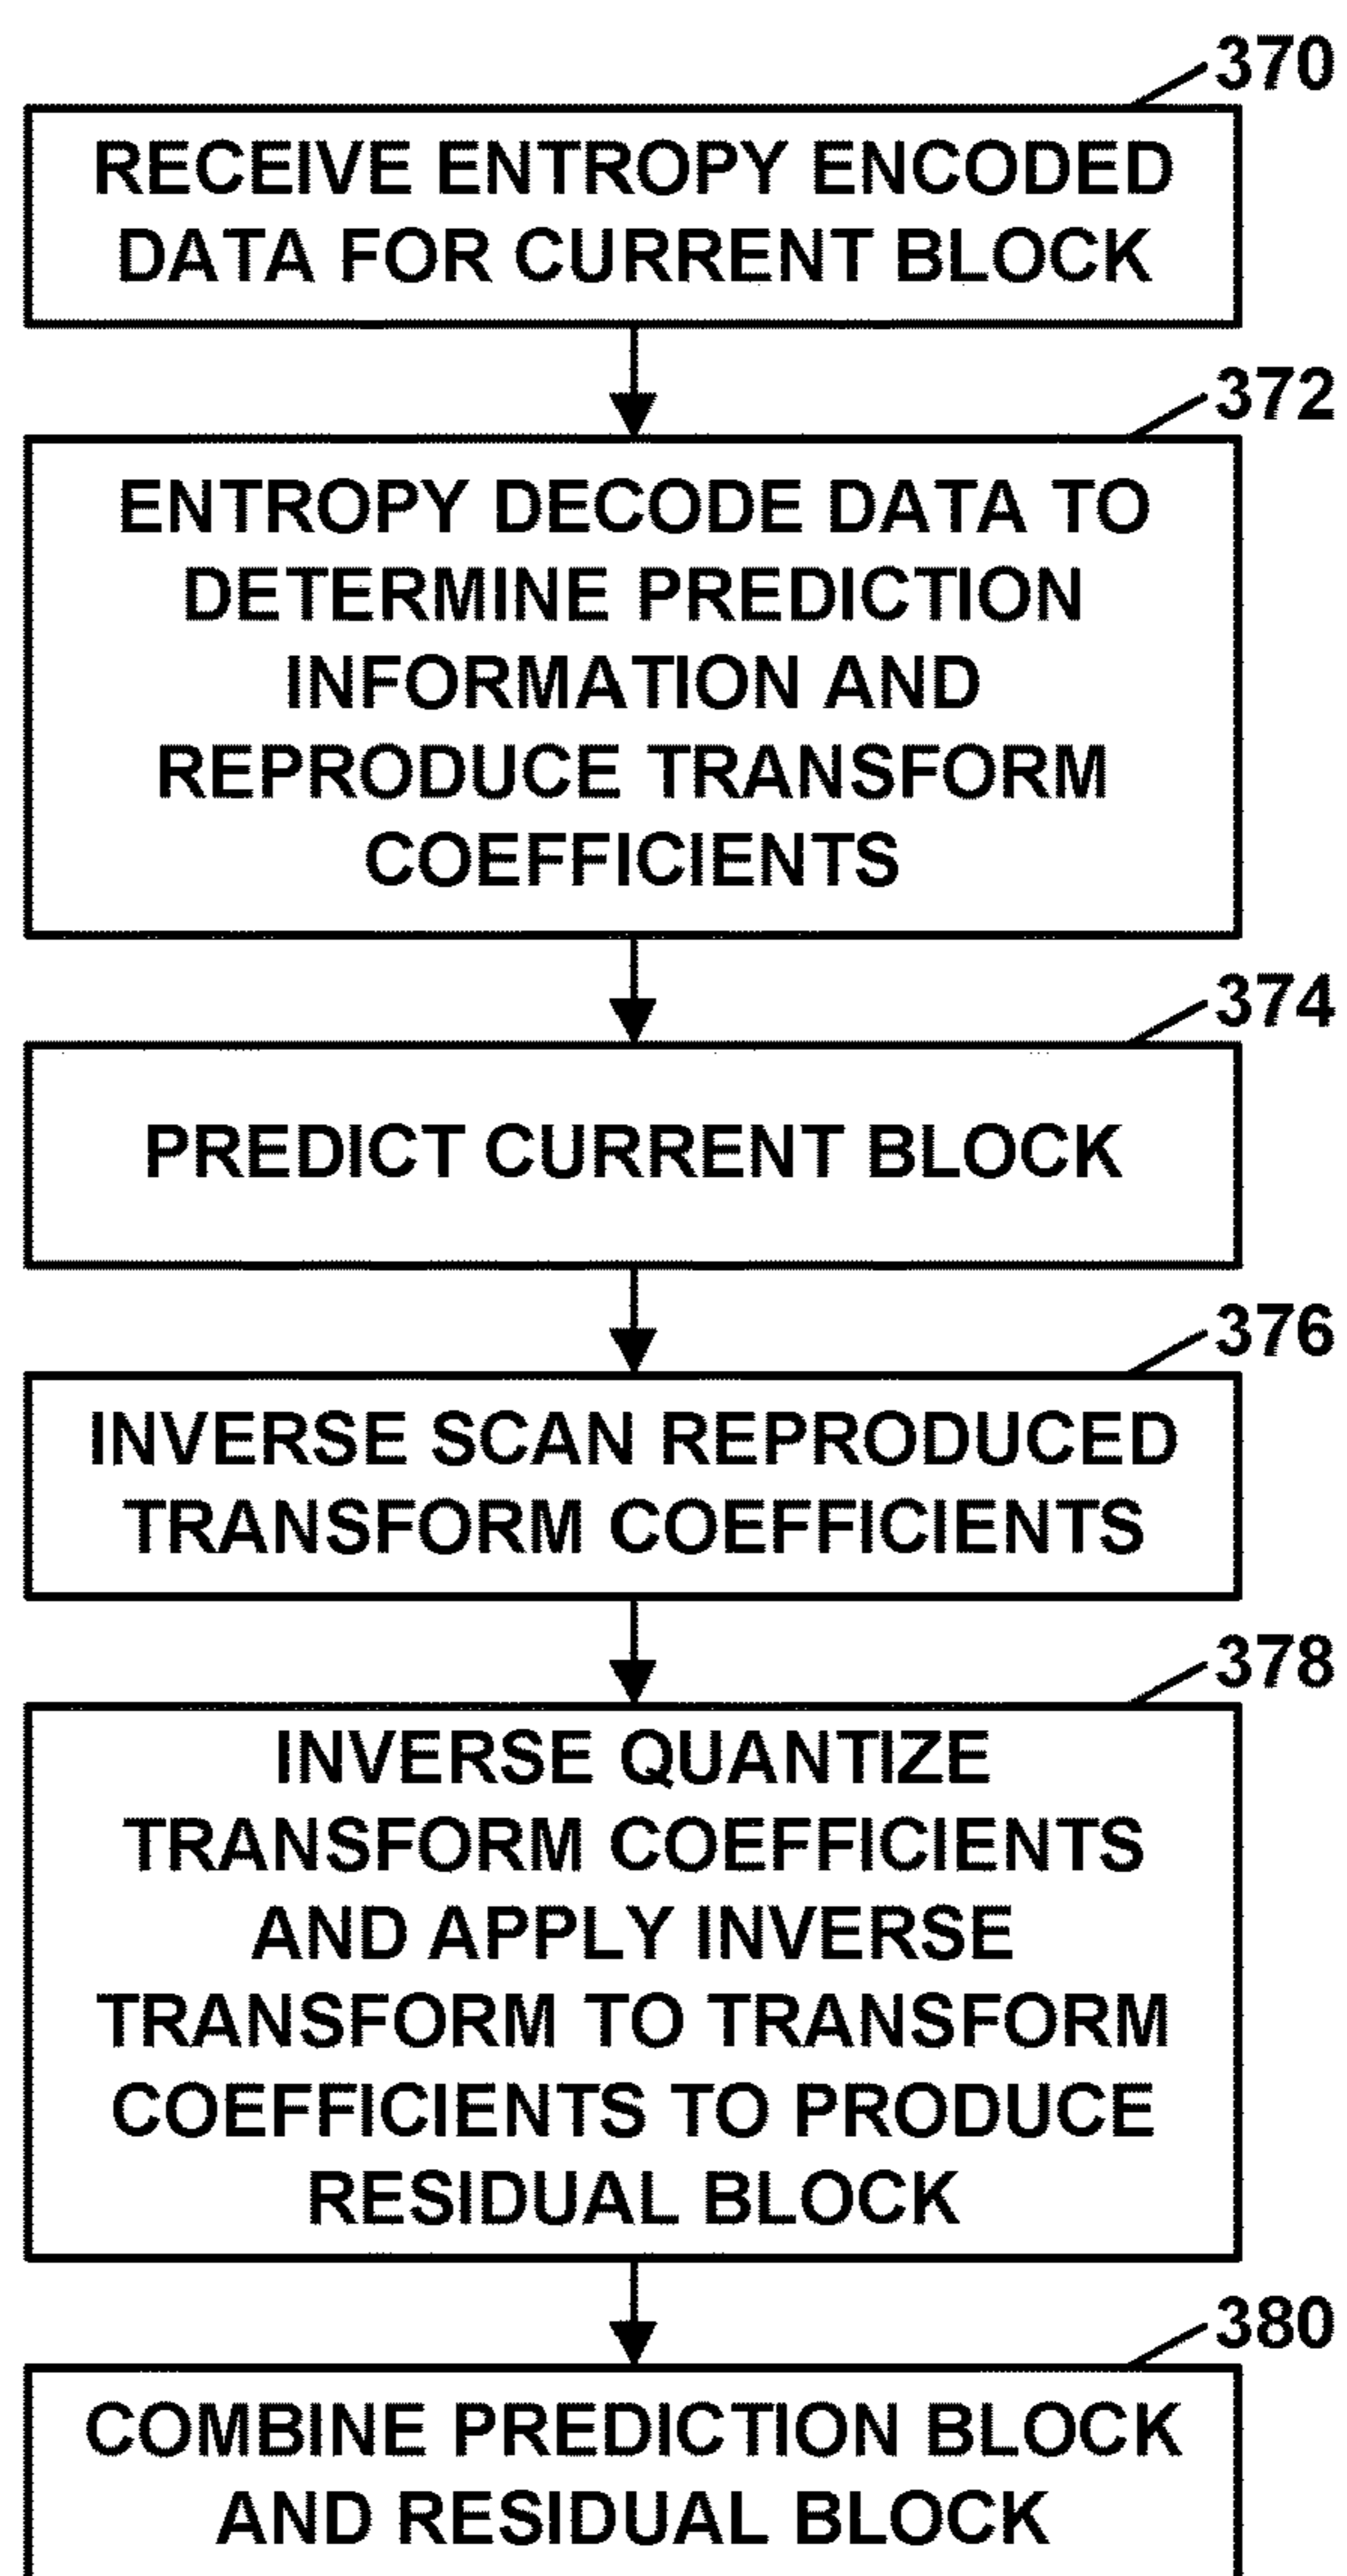 370
RECEIVE ENTROPY ENCODED
DATA FOR CURRENT BLOCK
372
ENTROPY DECODE DATA TO
DETERMINE PREDICTION
INFORMATION AND
REPRODUCE TRANSFORM
COEFFICIENTS
374
PREDICT CURRENT BLOCK
376
INVERSE SCAN REPRODUCED
TRANSFORM COEFFICIENTS
378
INVERSE QUANTIZE
TRANSFORM COEFFICIENTS
AND APPLY INVERSE
TRANSFORM TO TRANSFORM
COEFFICIENTS TO PRODUCE
RESIDUAL BLOCK
380
COMBINE PREDICTION BLOCK
AND RESIDUAL BLOCK